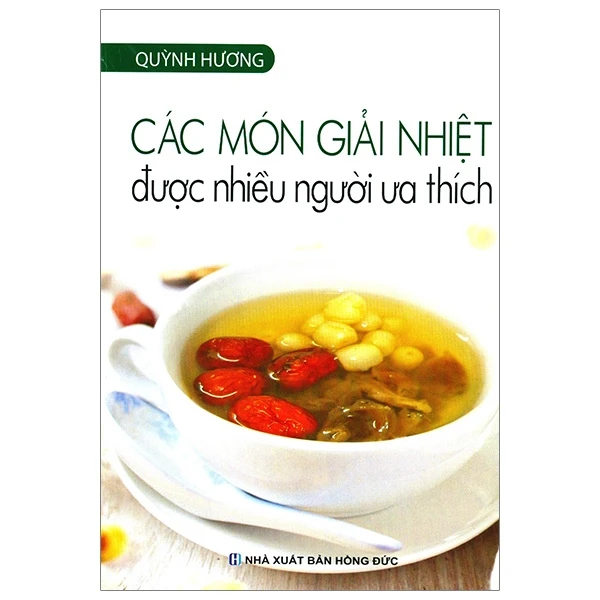 QUỲNH HƯƠNG
CÁC MÓN GIẢI NHIỆT
được nhiều người ưa thích
NHÀ XUẤT BẢN HỒNG ĐỨC